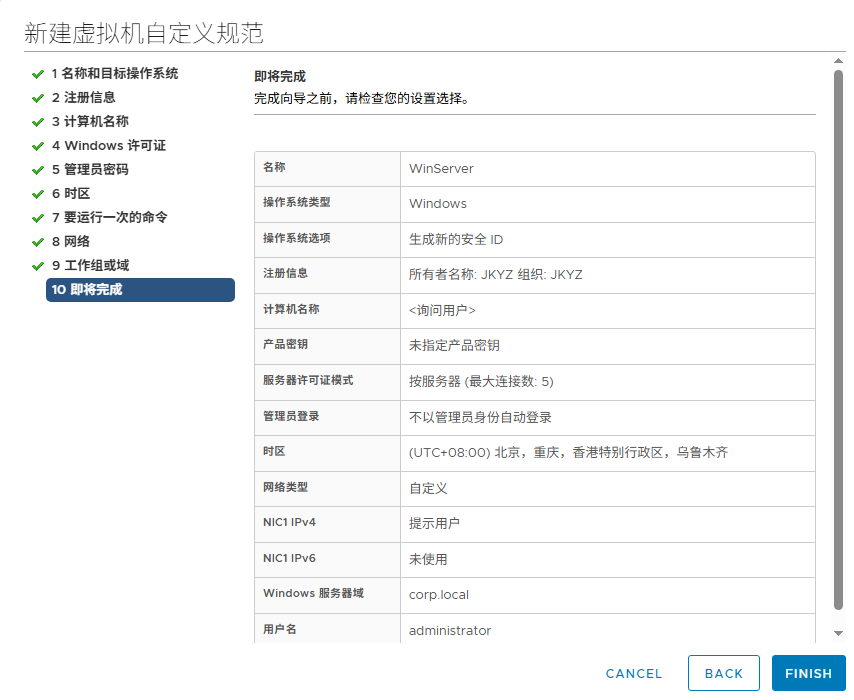 新建虚拟机自定义规范
1 名称和目标操作系统
2 注册信息
3 计算机名称
4 Windows 许可证
5 管理员密码
6 时区
7 要运行一次的命令
8 网络
9 工作组或域
10 即将完成
即将完成
完成向导之前，请检查您的设置选择。
名称 WinServer
操作系统类型 Windows
操作系统选项 生成新的安全 ID
注册信息 所有者名称: JKYZ 组织: JKYZ
计算机名称 <询问用户>
产品密钥 未指定产品密钥
服务器许可证模式 按服务器 (最大连接数: 5)
管理员登录 不以管理员身份自动登录
时区 (UTC+08:00) 北京，重庆，香港特别行政区，乌鲁木齐
网络类型 自定义
NIC1 IPv4 提示用户
NIC1 IPv6 未使用
Windows 服务器域 corp.local
用户名 administrator
CANCEL BACK FINISH